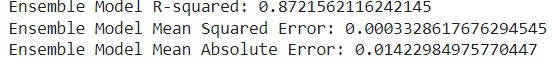 Ensemble Model R-squared: 0.8721562116242145
Ensemble Model Mean Squared Error: 0.0003328617676294545
Ensemble Model Mean Absolute Error: 0.01422984975770447